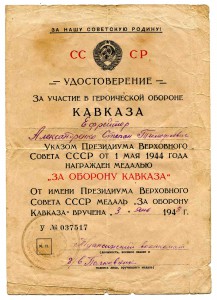 ЗА НАШУ СОВЕТСКУЮ РОДИНУ!
СС СР
УДОСТОВЕРЕНИЕ
ЗА УЧАСТИЕ В ГЕРОИЧЕСКОЙ ОБОРОНЕ
КАВКАЗА
Ефрейтор
Степан
УКАЗОМ ПРЕЗИДИУМА ВЕРХОВНОГО
СОВЕТА СССР ОТ 1 МАЯ 1944 ГОДА
НАГРАЖДЕН МЕДАЛЬЮ
„ЗА ОБОРОНУ КАВКАЗА"
ОТ ИМЕНИ ПРЕЗИДИУМА ВЕРХОВНОГО
СОВЕТА СССР МЕДАЛЬ „ЗА ОБОРОНУ
КАВКАЗА" ВРУЧЕНА 3 194
У № 037517
М. П.